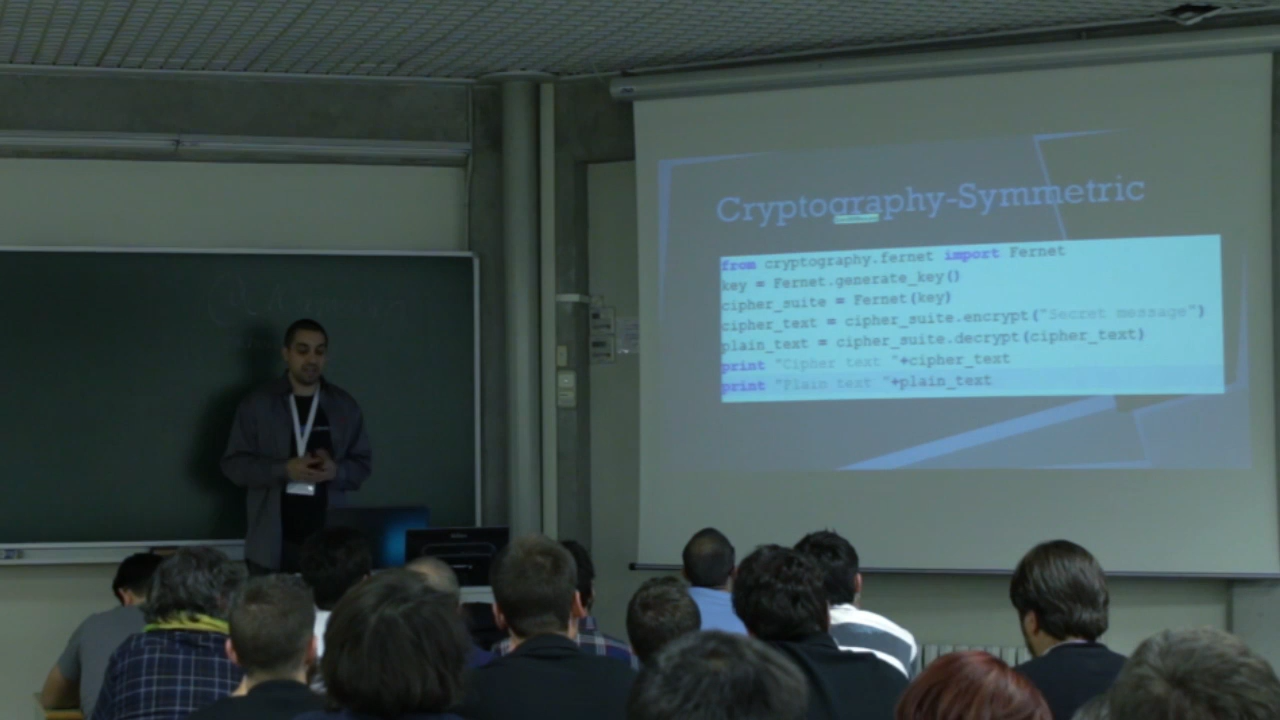 Cryptography-Symmetric
from cryptography.fernet import Fernet
key = Fernet.generate_key()
cipher_suite = Fernet(key)
cipher_text = cipher_suite.encrypt("Secret message")
plain_text = cipher_suite.decrypt(cipher_text)
print "Cipher text "+cipher_text
print "Plain text "+plain_text